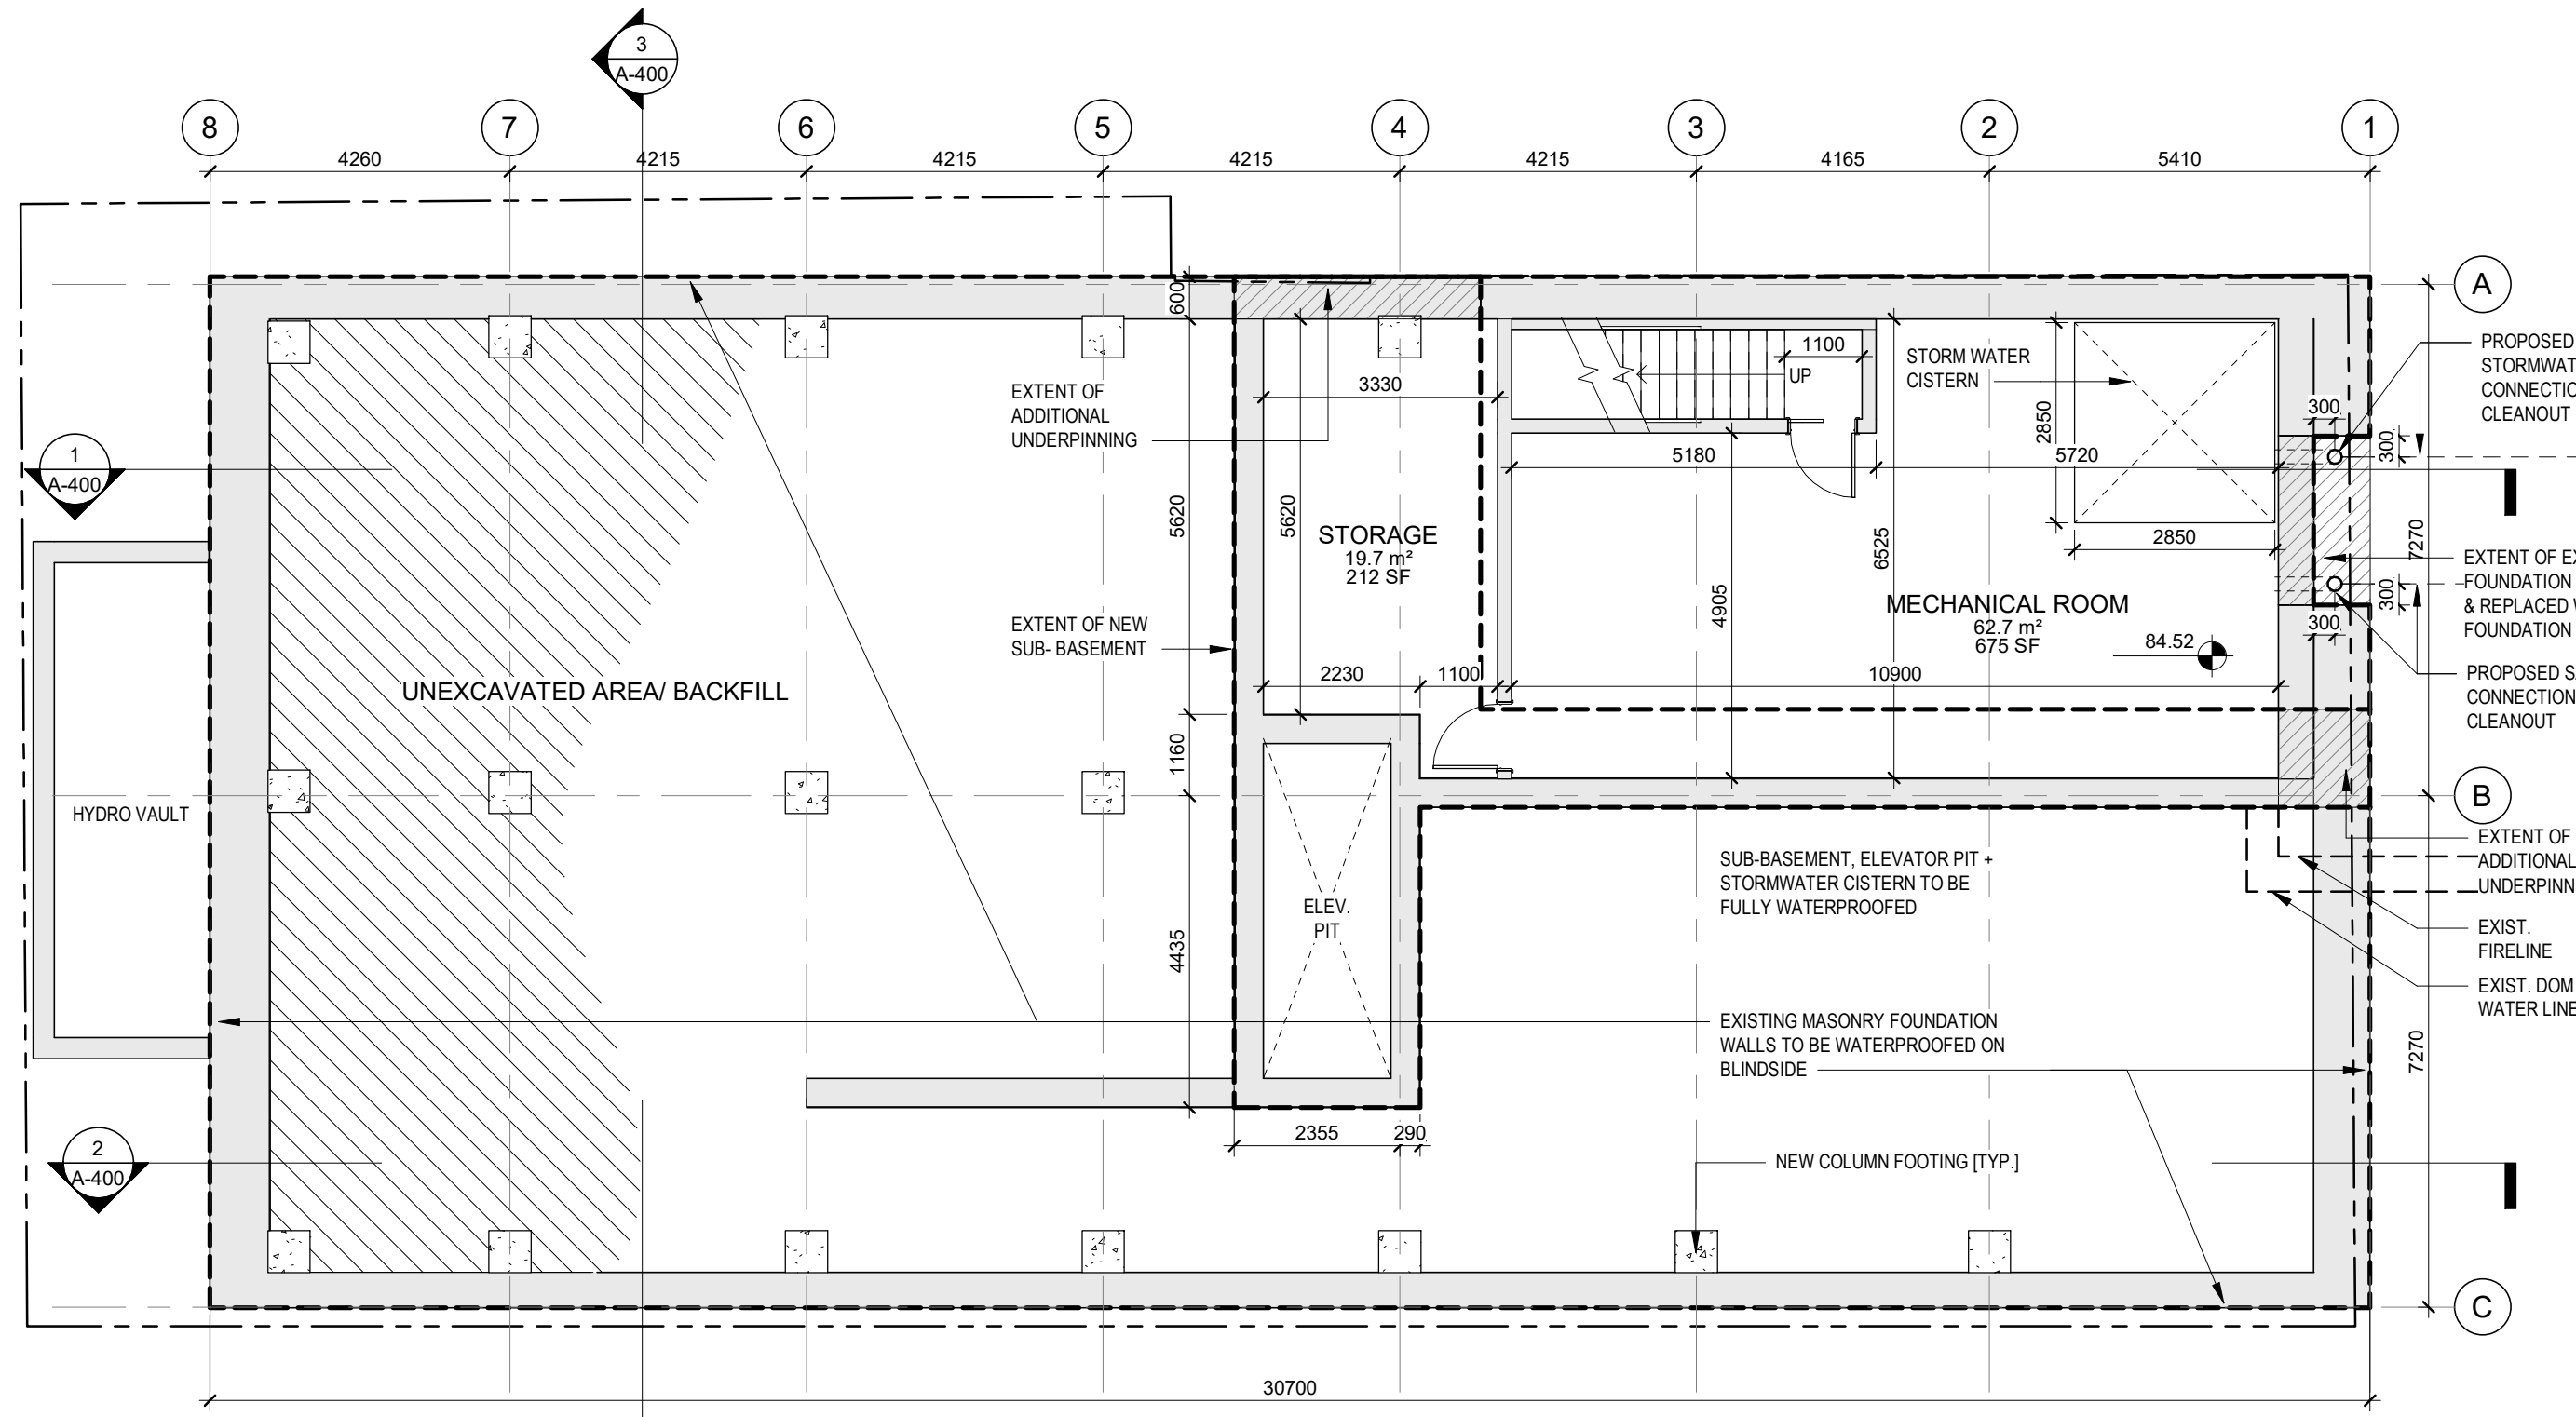 3
A-400
8
7
6
5
4
3
2
1
4260
4215
4215
4215
4215
4165
5410
A
600
1100
UP
STORM WATER
CISTERN
PROPOSED
STORMWAT
CONNECTIO
CLEANOUT
3330
EXTENT OF
ADDITIONAL
UNDERPINNING
2850
300
300
1
A-400
5180
5720
5620
5620
STORAGE
19.7 m²
212 SF
6525
2850
7270
4905
MECHANICAL ROOM
62.7 m²
675 SF
84.52
EXTENT OF EX
FOUNDATION
& REPLACED W
FOUNDATION
300
300
EXTENT OF NEW
SUB- BASEMENT
2230
1100
10900
PROPOSED SA
CONNECTION
CLEANOUT
UNEXCAVATED AREA/ BACKFILL
1160
B
HYDRO VAULT
SUB-BASEMENT, ELEVATOR PIT +
STORMWATER CISTERN TO BE
FULLY WATERPROOFED
EXTENT OF
ADDITIONAL
UNDERPINN
ELEV.
PIT
4435
EXIST.
FIRELINE
EXIST. DOM
WATER LINE
EXISTING MASONRY FOUNDATION
WALLS TO BE WATERPROOFED ON
BLINDSIDE
7270
2355
290
2
A-400
NEW COLUMN FOOTING [TYP.]
C
30700